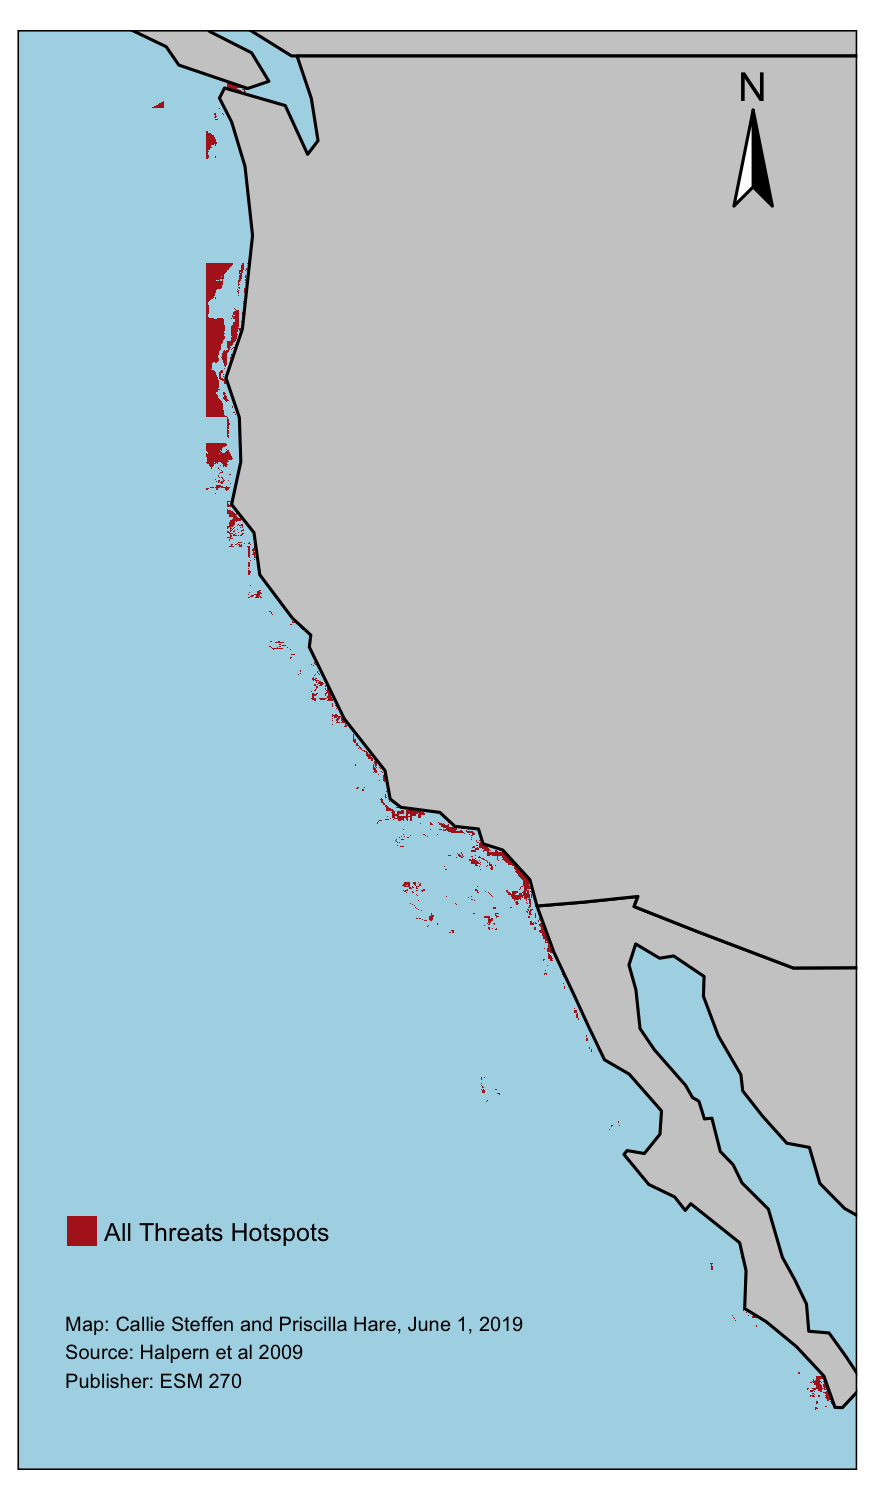 N
All Threats Hotspots
Map: Callie Steffen and Priscilla Hare, June 1, 2019
Source: Halpern et al 2009
Publisher: ESM 270